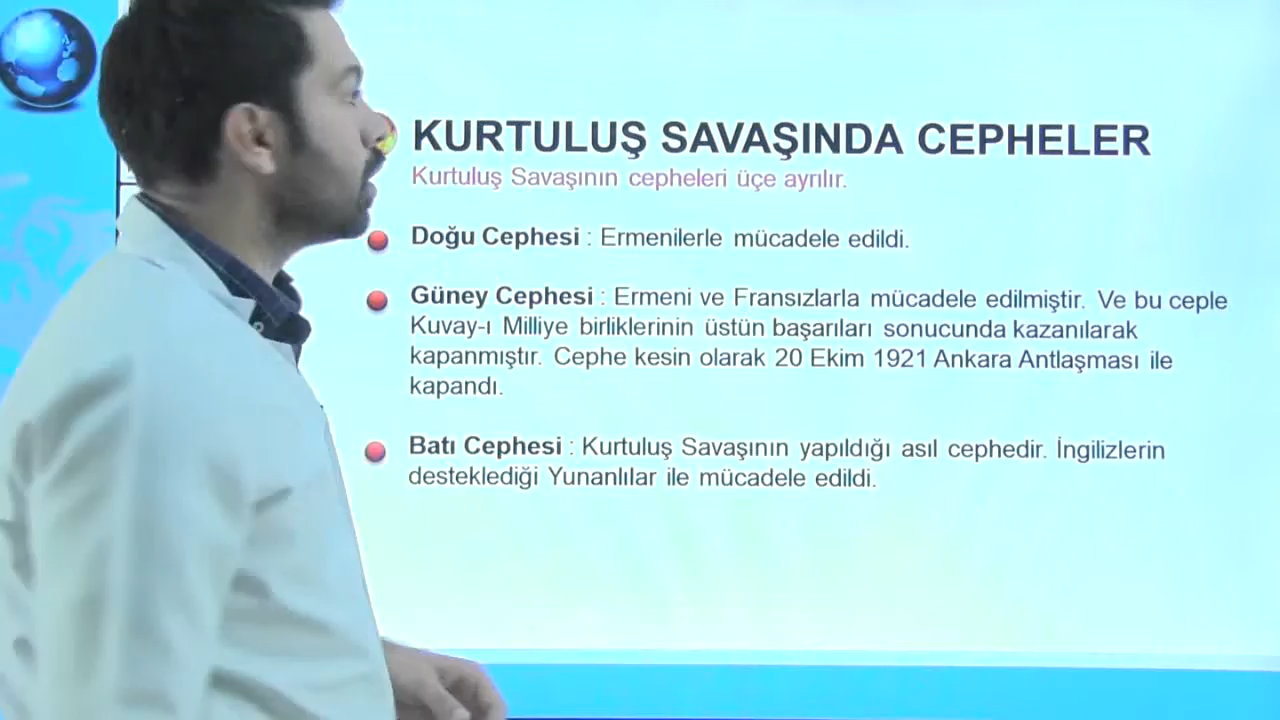 KURTULUŞ SAVAŞINDA CEPHELER
Kurtuluş Savaşının cepheleri üçe ayrılır.
Doğu Cephesi : Ermenilerle mücadele edildi.
Güney Cephesi : Ermeni ve Fransızlarla mücadele edilmiştir. Ve bu ceple
Kuvay-ı Milliye birliklerinin üstün başarıları sonucunda kazanılarak
kapanmıştır. Cephe kesin olarak 20 Ekim 1921 Ankara Antlaşması ile
kapandı.
Batı Cephesi : Kurtuluş Savaşının yapıldığı asıl cephedir. İngilizlerin
desteklediği Yunanlılar ile mücadele edildi.